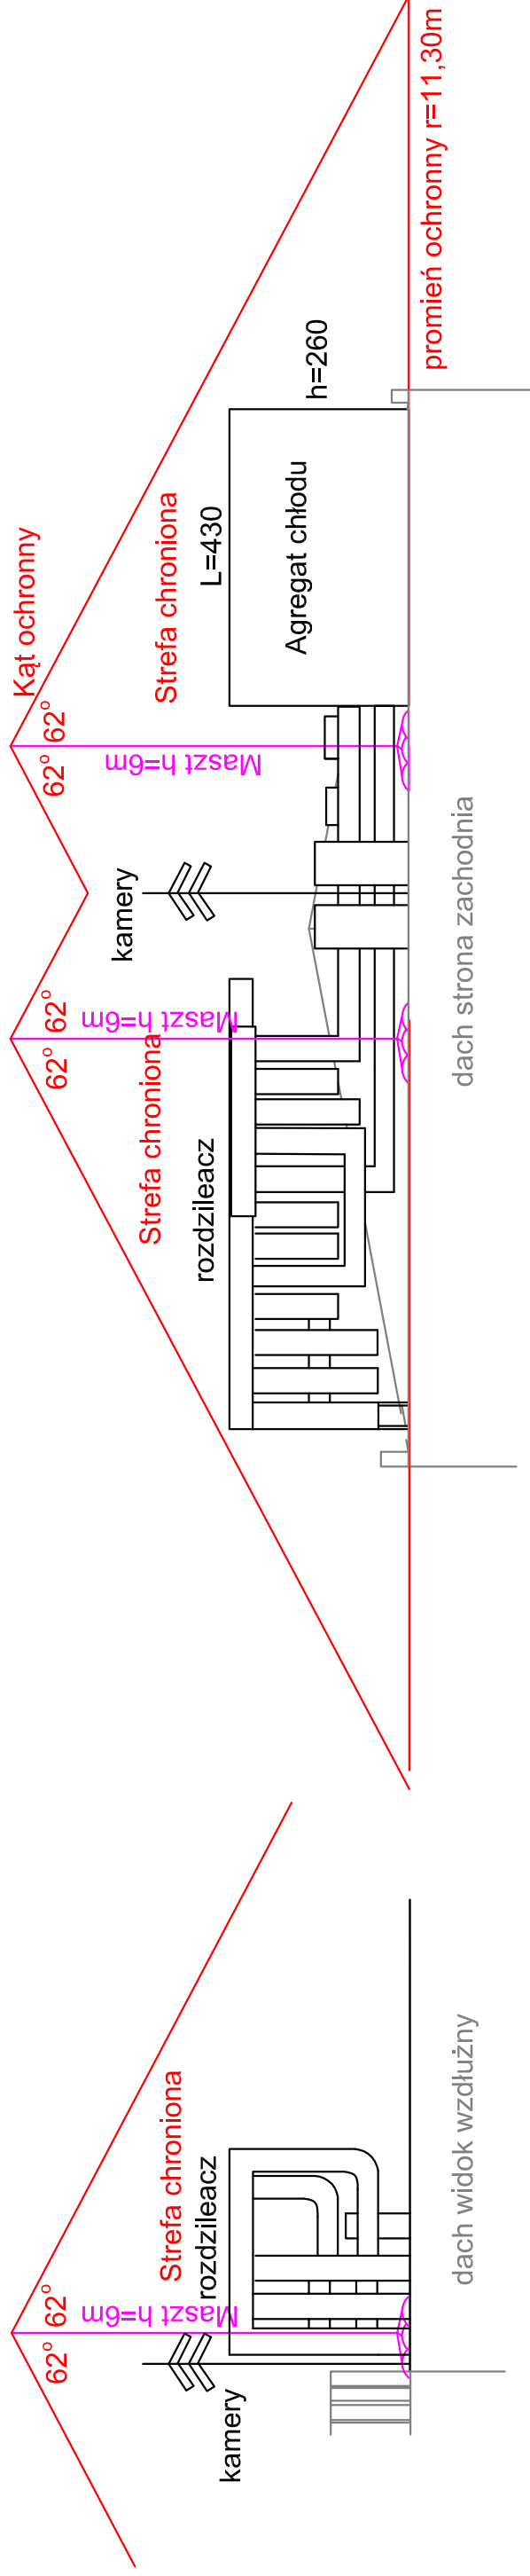 kamery
62° 62°
Maszt h=6m
Strefa chroniona
rozdzileacz
dach widok wzdłużny
62° 62°
Maszt h=6m
Strefa chroniona
rozdzileacz
kamery
62° 62°
Maszt h=6m
Kąt ochronny
Strefa chroniona
L=430
Agregat chłodu
h=260
promień ochronny r=11,30m
dach strona zachodnia